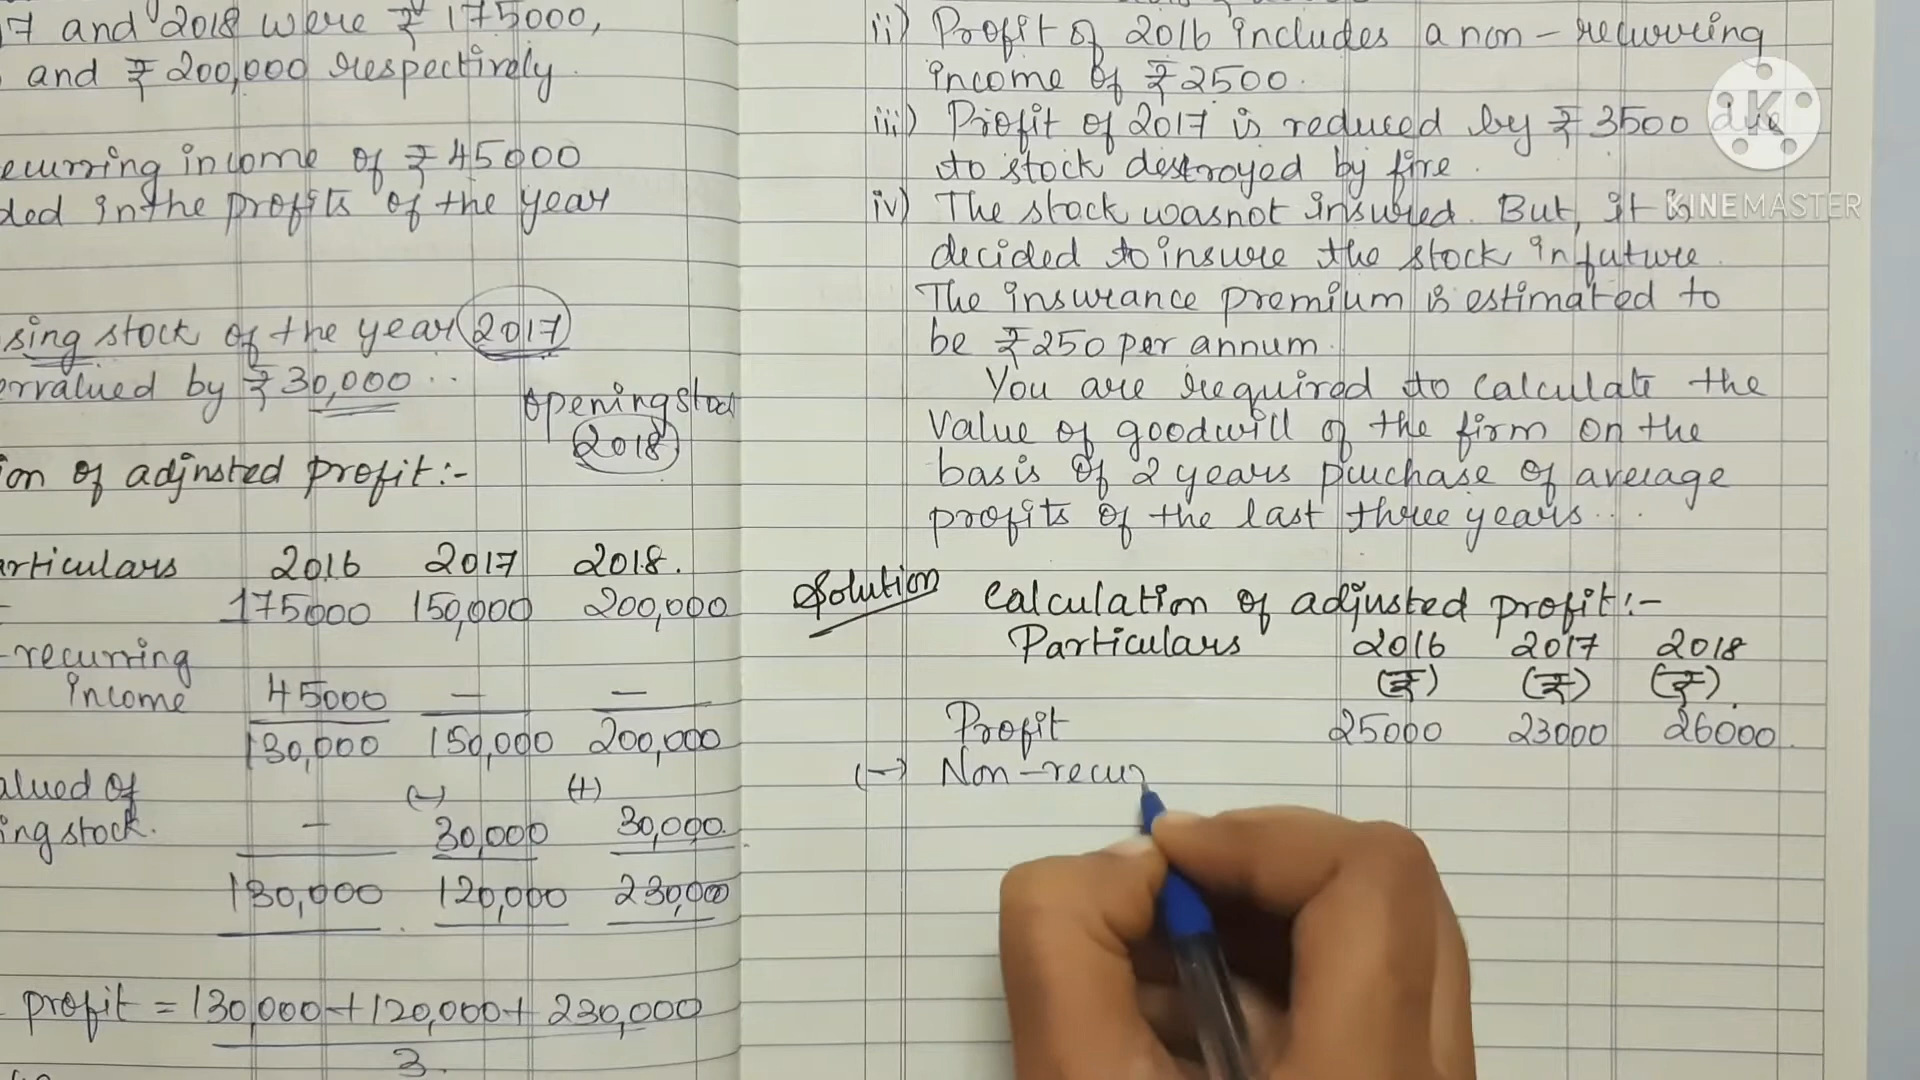 17 and 2018 were ₹ 175000,
and ₹ 200,000 respectively.
ecurring income of ₹ 45000
ded in the profits of the year
sing stock of the year 2017
ervalued by ₹ 30,000..
opening stoc
2018
ion of adjusted profit:-
articulars 2016 2017 2018.
175000 150,000 200,000
-recurring
income 45000 — —
130,000 150,000 200,000
alued of (-) (+)
ing stock. - 30,000 30,000.
130,000 120,000 230,000
profit = 130,000 + 120,000 + 230,000
3.
ii) Profit of 2016 includes a non-recurring
income of ₹ 2500.
iii) Profit of 2017 is reduced by ₹ 3500
to stock destroyed by fire.
iv) The stock was not insured. But, it is
decided to insure the stock in future.
The insurance premium is estimated to
be ₹ 250 per annum.
You are required to calculate the
value of goodwill of the firm on the
basis of 2 years purchase of average
profits of the last three years...
Solution Calculation of adjusted profit:-
Particulars 2016 2017 2018
(₹) (₹) (₹).
Profit 25000 23000 26000.
(-) Non-recur
K
KINEMASTER